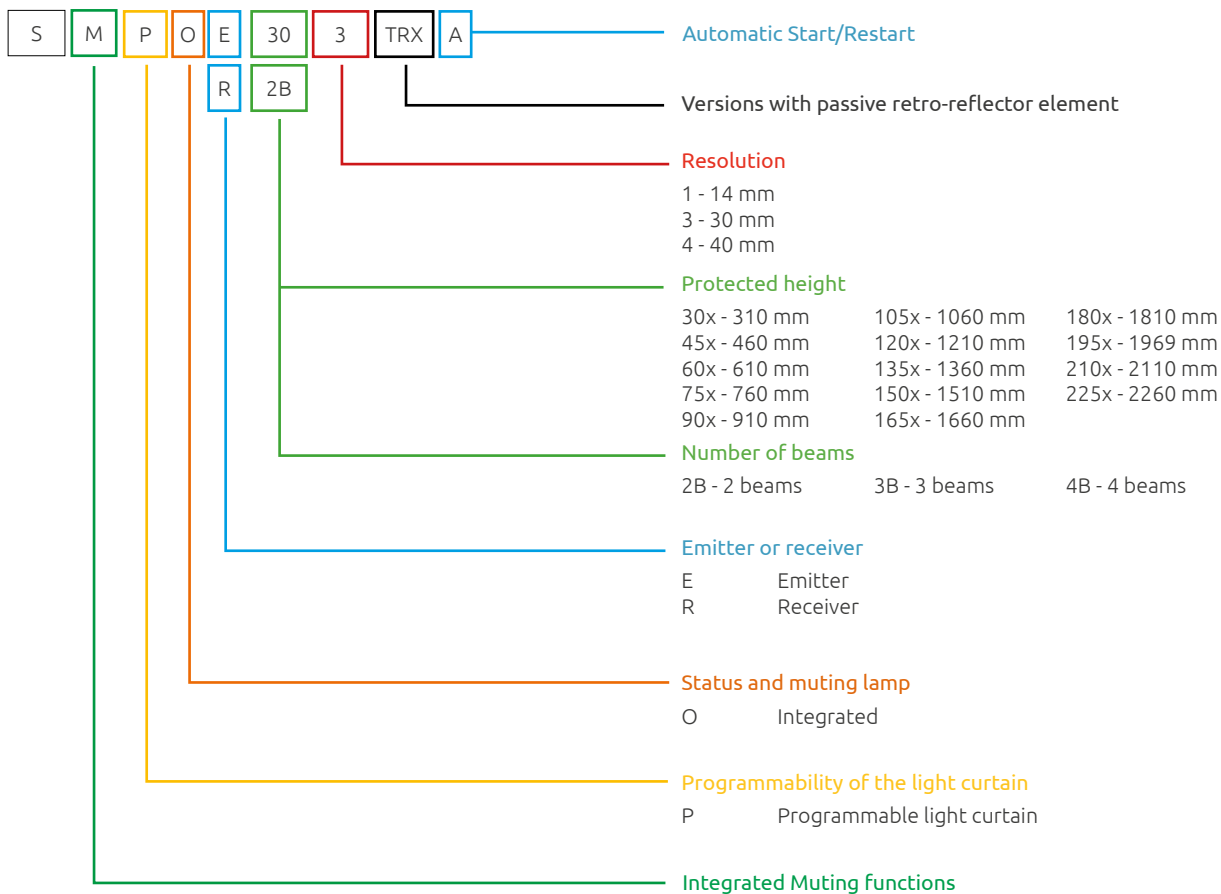 S M P O E 30 3 TRX A Automatic Start/Restart
R 2B
Versions with passive retro-reflector element
Resolution
1 - 14 mm
3 - 30 mm
4 - 40 mm
Protected height
30x - 310 mm 105x - 1060 mm 180x - 1810 mm
45x - 460 mm 120x - 1210 mm 195x - 1969 mm
60x - 610 mm 135x - 1360 mm 210x - 2110 mm
75x - 760 mm 150x - 1510 mm 225x - 2260 mm
90x - 910 mm 165x - 1660 mm
Number of beams
2B - 2 beams 3B - 3 beams 4B - 4 beams
Emitter or receiver
E Emitter
R Receiver
Status and muting lamp
O Integrated
Programmability of the light curtain
P Programmable light curtain
Integrated Muting functions